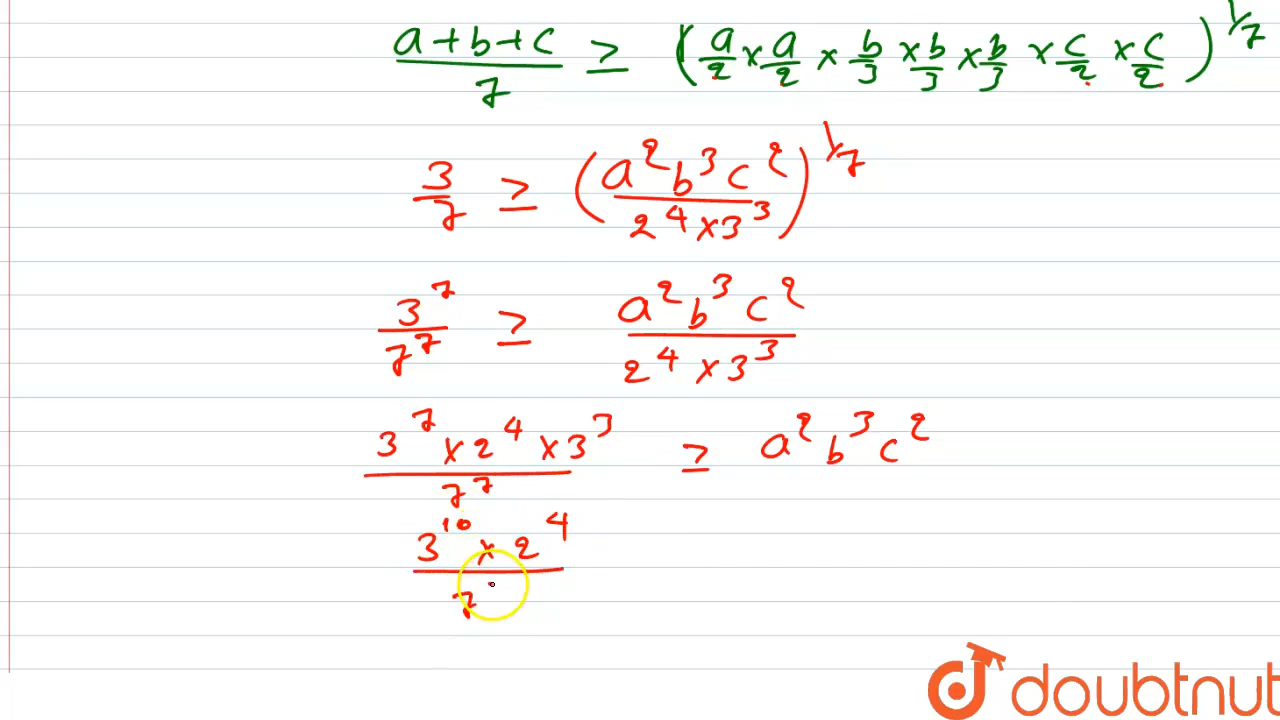 (a+b+c)/7 ≥ (a/2 × a/2 × b/3 × b/3 × b/3 × c/2 × c/2)^(1/7)
3/7 ≥ (a²b³c²/(2⁴×3³))^(1/7)
3⁷/7⁷ ≥ a²b³c²/(2⁴×3³)
(3⁷×2⁴×3³)/7⁷ ≥ a²b³c²
(3¹⁰×2⁴)/7
doubtnut